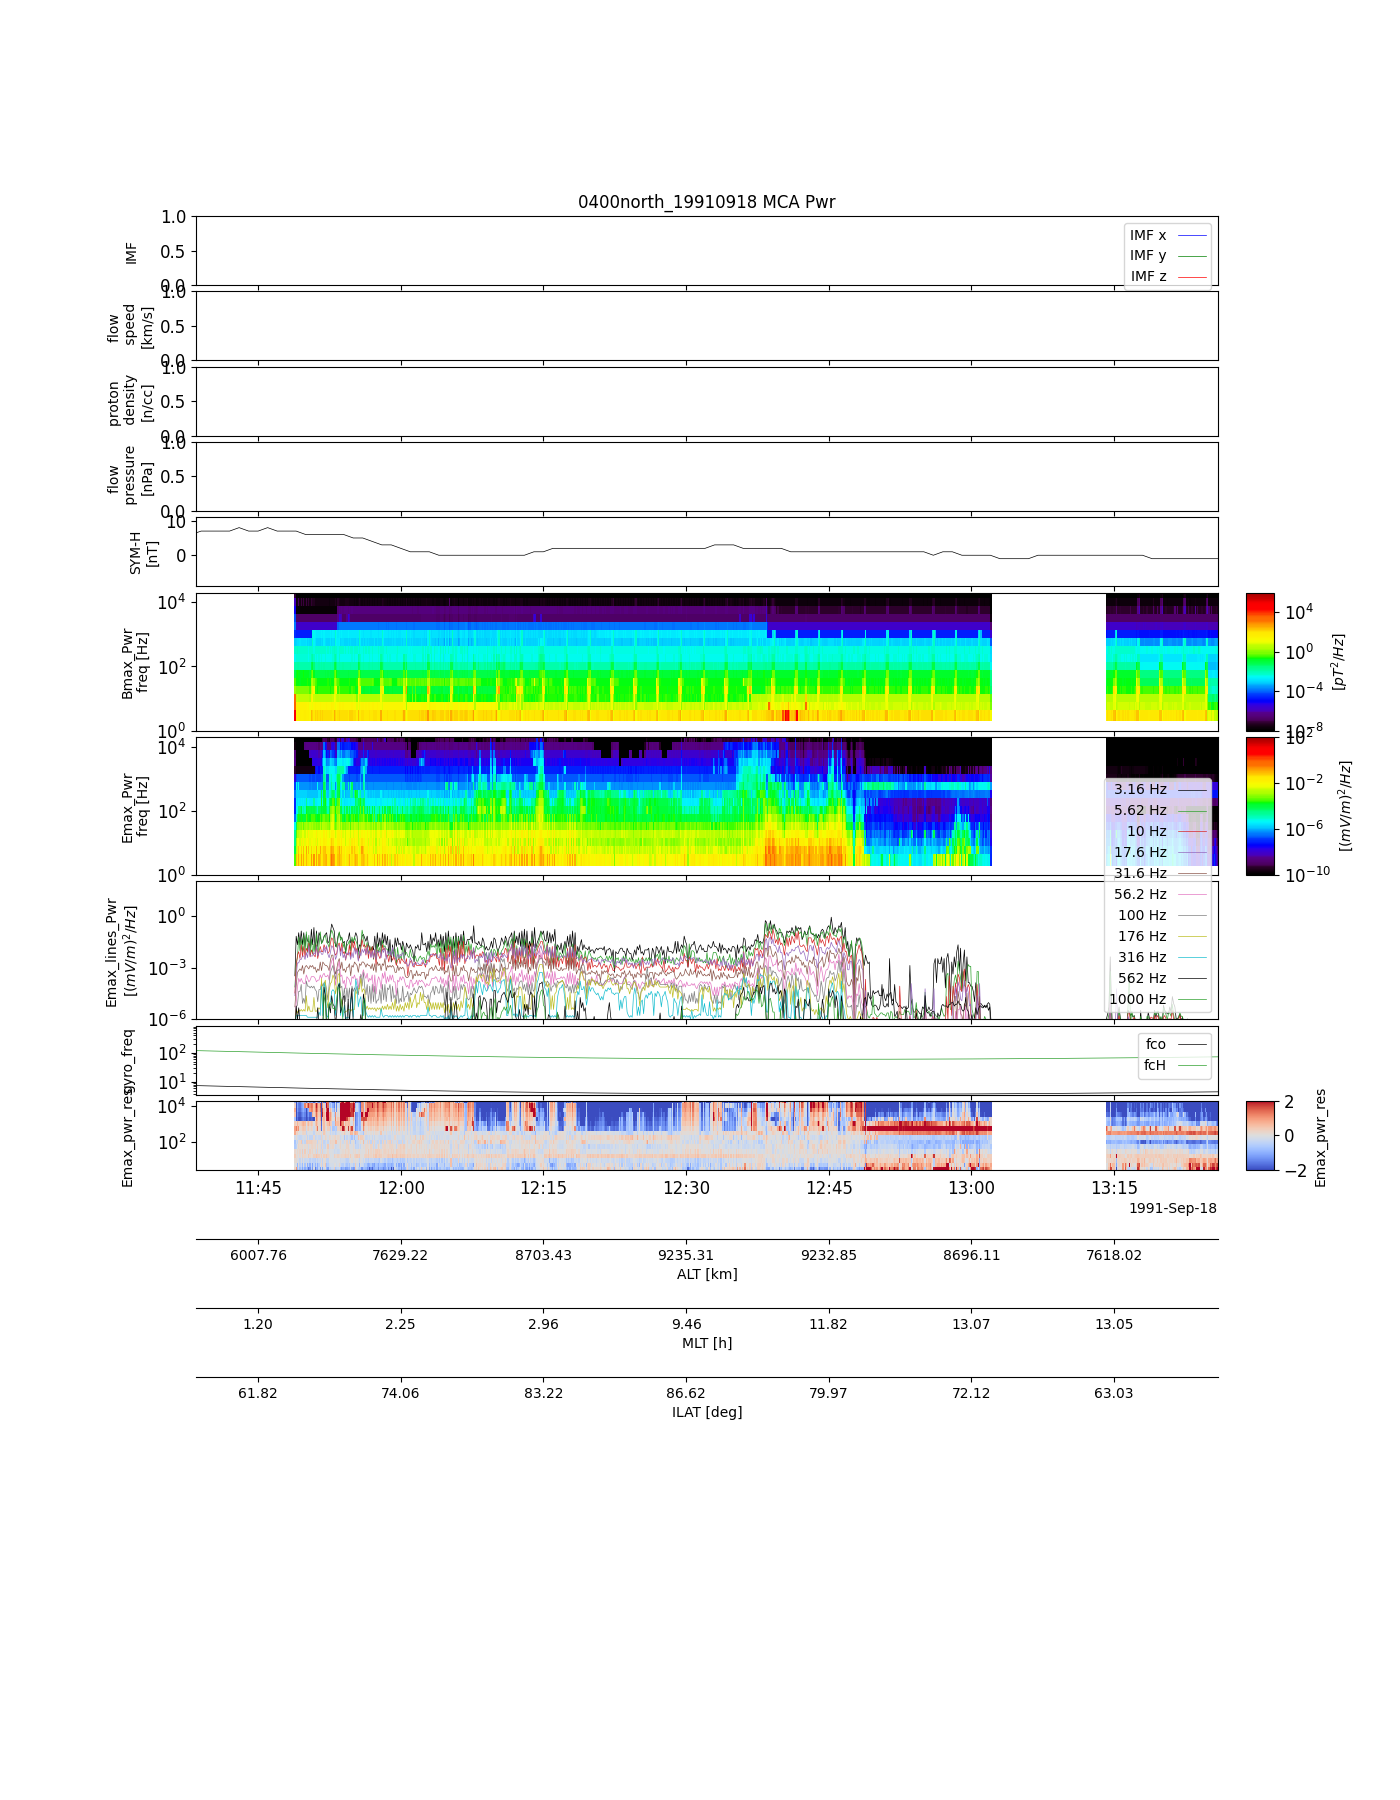 0400north_19910918 MCA Pwr
1.0
0.5
0.0
IMF
IMF x
IMF y
IMF z
1.0
0.5
0.0
flow
speed
[km/s]
1.0
0.5
0.0
proton
density
[n/cc]
1.0
0.5
0.0
flow
pressure
[nPa]
10
0
SYM-H
[nT]
10^4
10^2
10^0
Bmax_Pwr
freq [Hz]
10^4
10^0
10^-4
10^-8
[pT^2/Hz]
10^4
10^2
10^0
Emax_Pwr
freq [Hz]
10^2
10^-2
10^-6
10^-10
[(mV/m)^2/Hz]
3.16 Hz
5.62 Hz
10 Hz
17.6 Hz
31.6 Hz
56.2 Hz
100 Hz
176 Hz
316 Hz
562 Hz
1000 Hz
10^0
10^-3
10^-6
Emax_lines_Pwr
[(mV/m)^2/Hz]
10^2
10^1
gyro_freq
fco
fcH
10^4
10^2
Emax_pwr_res
2
0
−2
Emax_pwr_res
11:45 12:00 12:15 12:30 12:45 13:00 13:15
1991-Sep-18
6007.76 7629.22 8703.43 9235.31 9232.85 8696.11 7618.02
ALT [km]
1.20 2.25 2.96 9.46 11.82 13.07 13.05
MLT [h]
61.82 74.06 83.22 86.62 79.97 72.12 63.03
ILAT [deg]